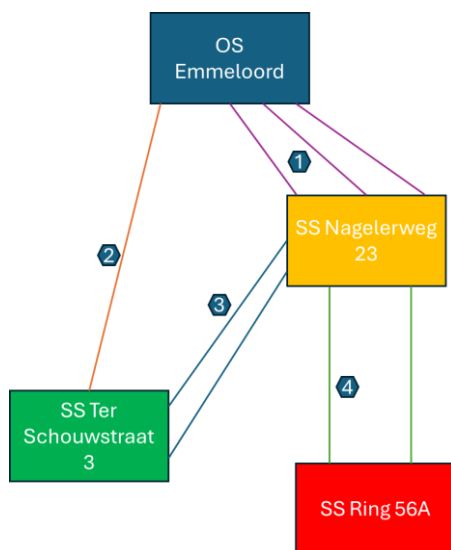 OS
Emmeloord
1
SS Nagelerweg
23
2
3
4
SS Ter
Schouwstraat
3
SS Ring 56A